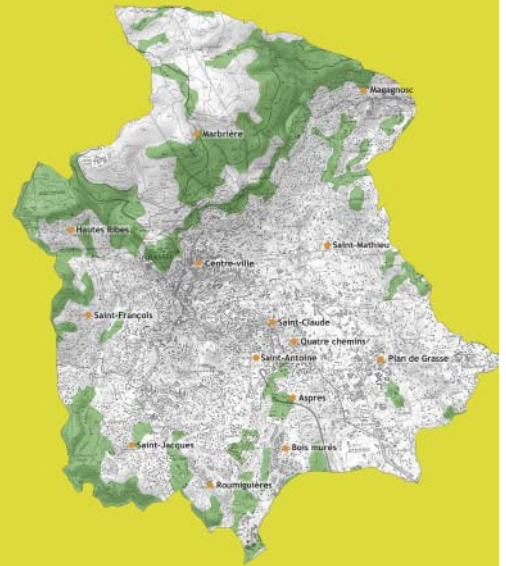 Magagnosc
Marbrière
Hautes Ribes
Saint-Mathieu
Centre-ville
Saint-François
Saint-Claude
Quatre chemins
Saint-Antoine
Plan de Grasse
Aspres
Saint-Jacques
Bois murés
Roumiguières